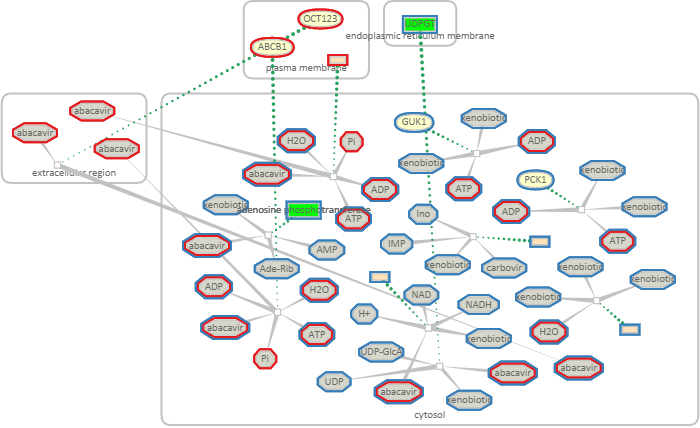 OCT123
UDPGT
endoplasmic reticulum membrane
ABCB1
plasma membrane
abacavir
abacavir
abacavir
extracellular region
GUK1
xenobiotic
H2O
Pi
ADP
xenobiotic
xenobiotic
abacavir
ADP
ATP
PCK1
xenobiotic
adenosine phosphotransferase
ATP
Ino
ADP
xenobiotic
abacavir
AMP
IMP
ATP
Ade-Rib
xenobiotic
carbovir
xenobiotic
xenobiotic
ADP
H2O
NAD
NADH
xenobiotic
H+
abacavir
ATP
xenobiotic
H2O
Pi
UDP-GlcA
abacavir
abacavir
UDP
abacavir
xenobiotic
cytosol